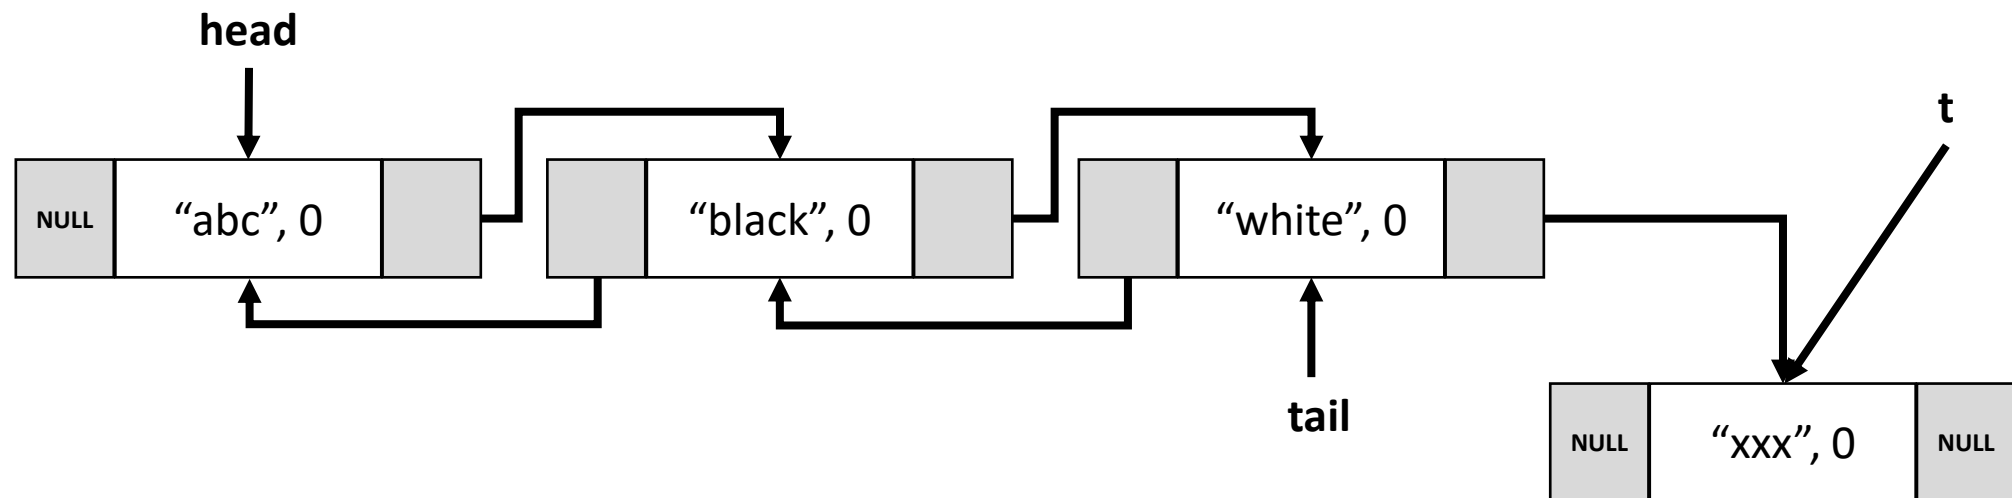 head
t
NULL
“abc”, 0
“black”, 0
“white”, 0
tail
NULL
“xxx”, 0
NULL